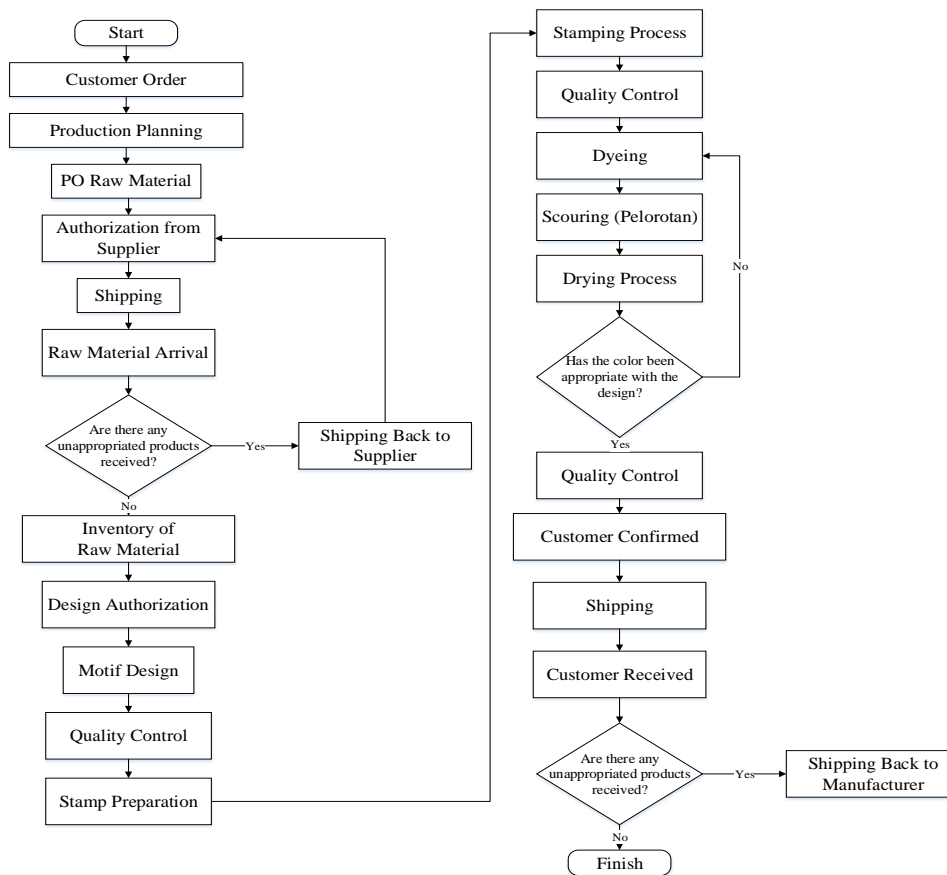 Start
Customer Order
Production Planning
PO Raw Material
Authorization from
Supplier
Shipping
Raw Material Arrival
Are there any
unappropriated products
received?
Yes
Shipping Back to
Supplier
No
Inventory of
Raw Material
Design Authorization
Motif Design
Quality Control
Stamp Preparation
Stamping Process
Quality Control
Dyeing
Scouring (Pelorotan)
Drying Process
No
Has the color been
appropriate with the
design?
Yes
Quality Control
Customer Confirmed
Shipping
Customer Received
Are there any
unappropriated products
received?
Yes
Shipping Back to
Manufacturer
No
Finish